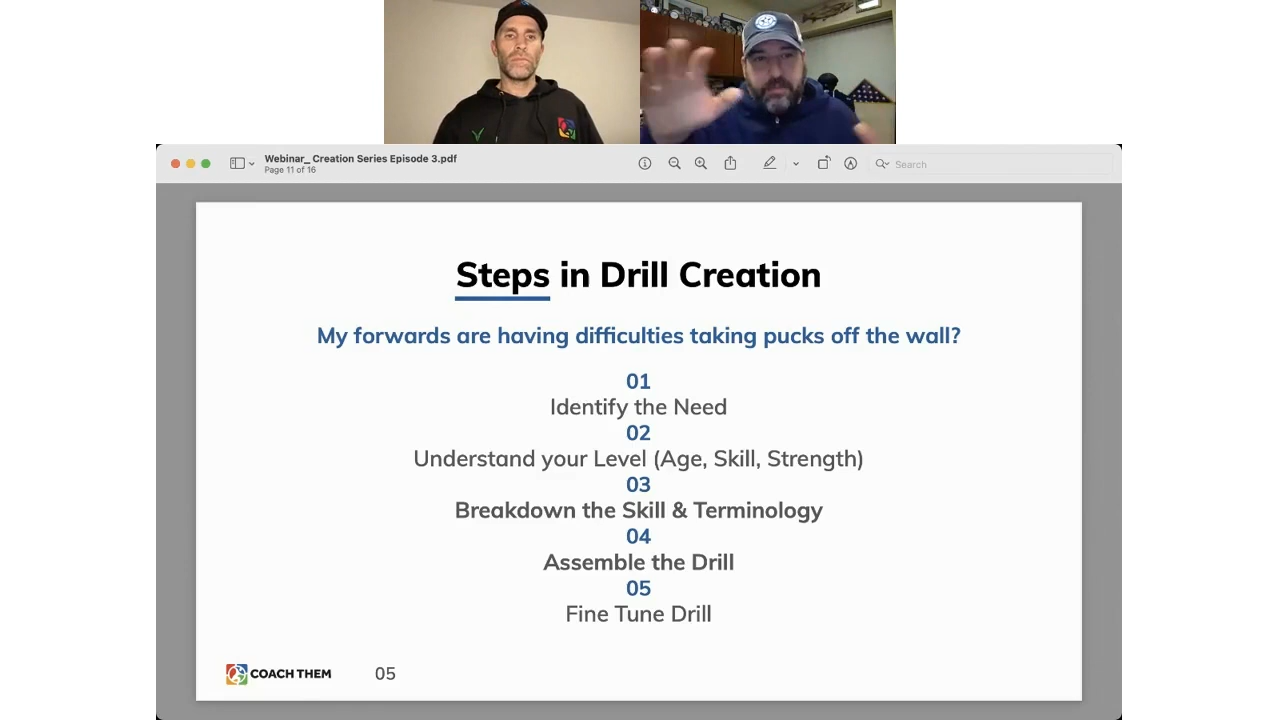 Webinar_ Creation Series Episode 3.pdf
Page 11 of 16
Search
Steps in Drill Creation
My forwards are having difficulties taking pucks off the wall?
01
Identify the Need
02
Understand your Level (Age, Skill, Strength)
03
Breakdown the Skill & Terminology
04
Assemble the Drill
05
Fine Tune Drill
COACH THEM
05